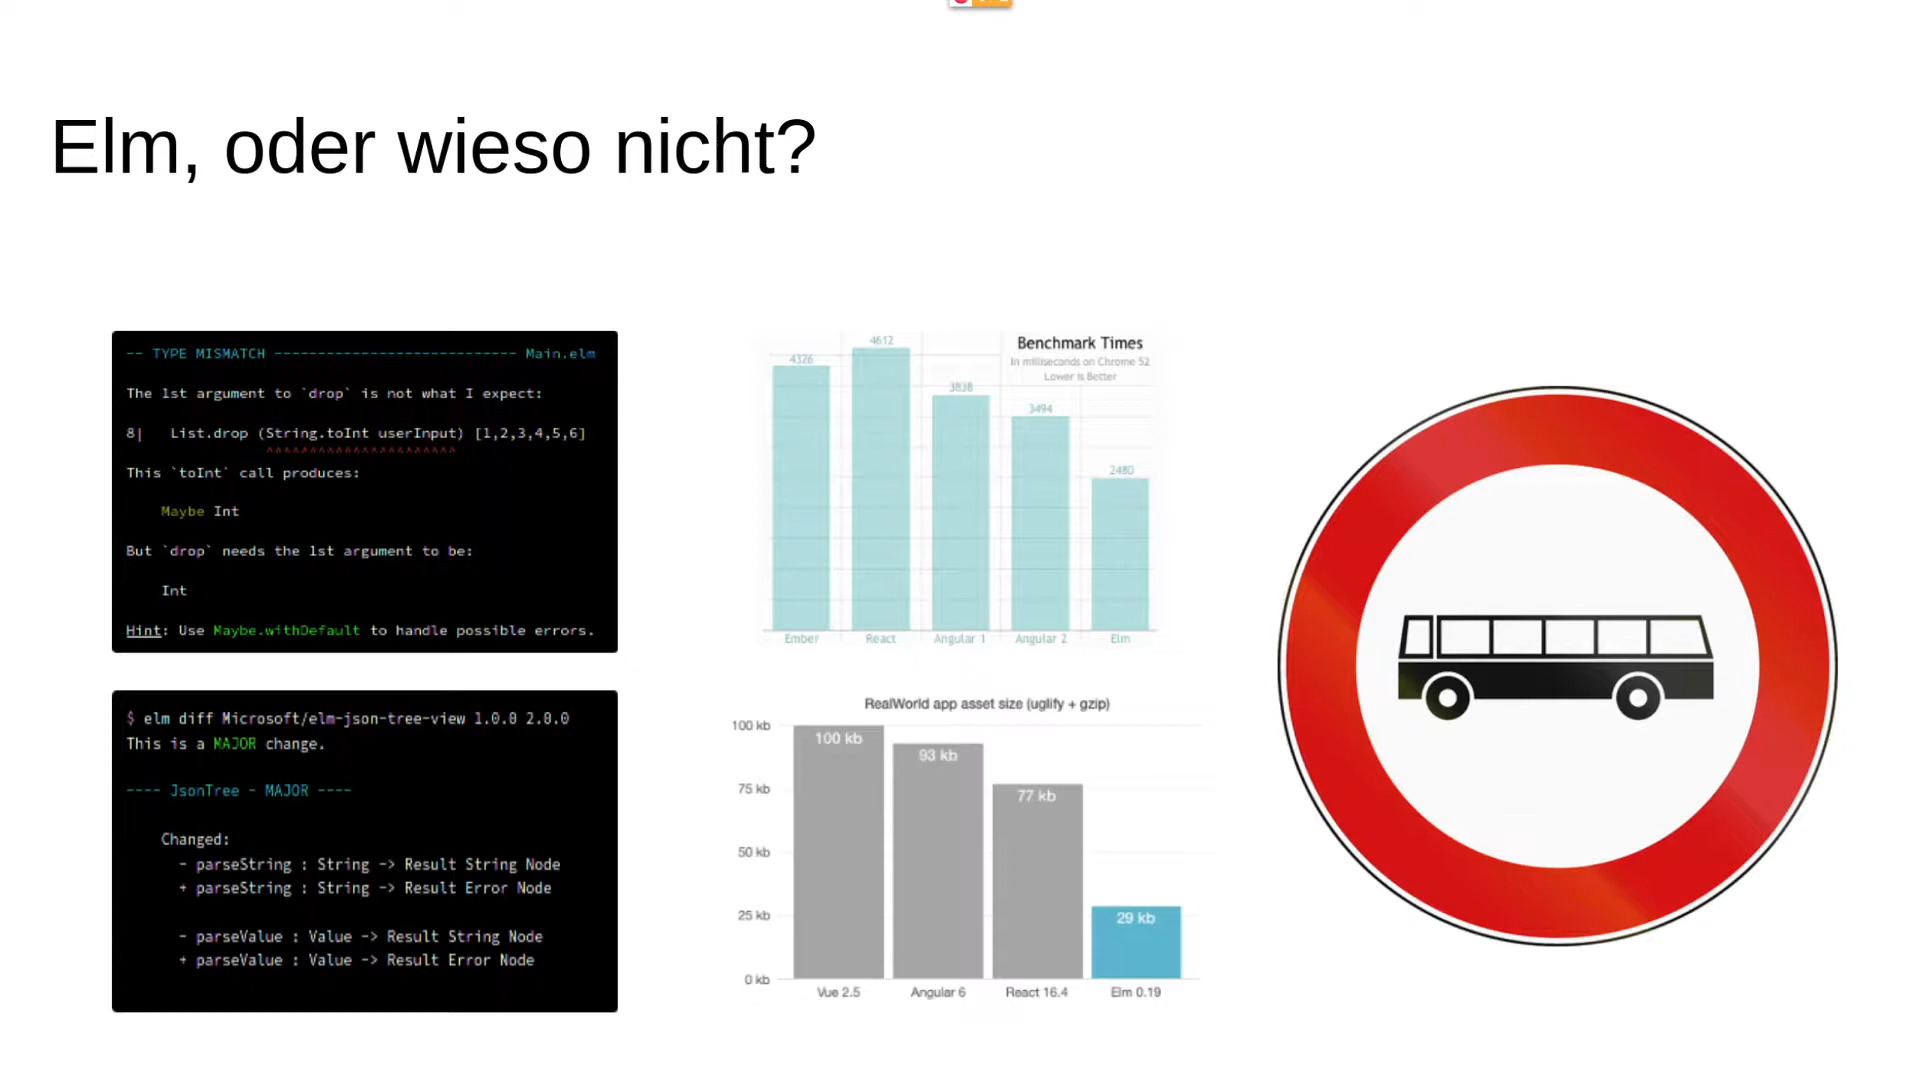 Elm, oder wieso nicht?
-- TYPE MISMATCH ---------------------------- Main.elm
The 1st argument to `drop` is not what I expect:
8|   List.drop (String.toInt userInput) [1,2,3,4,5,6]
^^^^^^^^^^^^^^^^^^^^^^
This `toInt` call produces:
Maybe Int
But `drop` needs the 1st argument to be:
Int
Hint: Use Maybe.withDefault to handle possible errors.
$ elm diff Microsoft/elm-json-tree-view 1.0.0 2.0.0
This is a MAJOR change.
---- JsonTree - MAJOR ----
Changed:
- parseString : String -> Result String Node
+ parseString : String -> Result Error Node
- parseValue : Value -> Result String Node
+ parseValue : Value -> Result Error Node
Benchmark Times
In milliseconds on Chrome 52
Lower is Better
4326
4612
3838
3494
2480
Ember
React
Angular 1
Angular 2
Elm
RealWorld app asset size (uglify + gzip)
100 kb
75 kb
50 kb
25 kb
0 kb
100 kb
93 kb
77 kb
29 kb
Vue 2.5
Angular 6
React 16.4
Elm 0.19